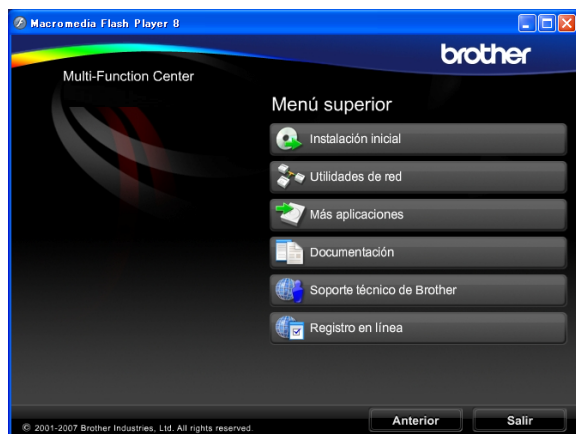 Macromedia Flash Player 8
brother
Multi-Function Center
Menú superior
Instalación inicial
Utilidades de red
Más aplicaciones
Documentación
Soporte técnico de Brother
Registro en línea
Anterior
Salir
© 2001-2007 Brother Industries, Ltd. All rights reserved.